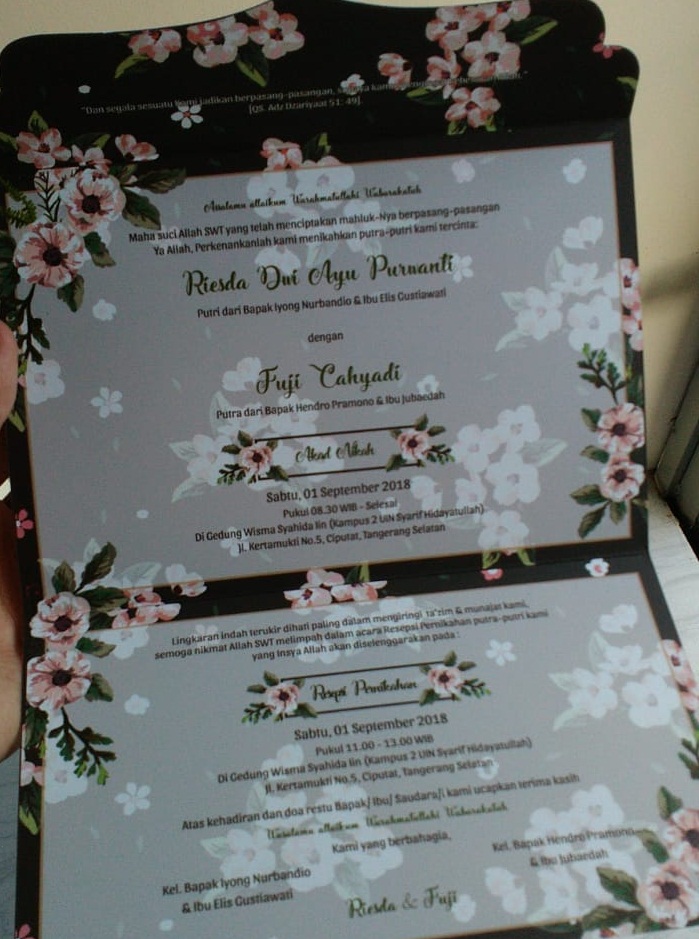 "Dan segala sesuatu kami jadikan berpasang-pasangan, supaya kamu
[QS. Adz Dzariyaat 51: 49].
Assalamu allaikum Warahmatullahi Wabarakatuh
Maha suci Allah SWT yang telah menciptakan mahluk-Nya berpasang-pasangan
Ya Allah, Perkenankanlah kami menikahkan putra-putri kami tercinta:
Riesda Dwi Ayu Purwanti
Putri dari Bapak Iyong Nurbandio & Ibu Elis Gustiawati
dengan
Fuji Cahyadi
Putra dari Bapak Hendro Pramono & Ibu Jubaedah
Akad Nikah
Sabtu, 01 September 2018
Pukul 08.30 WIB - Selesai
Di Gedung Wisma Syahida Iin (Kampus 2 UIN Syarif Hidayatullah)
Jl. Kertamukti No.5, Ciputat, Tangerang Selatan
Lingkaran indah terukir dihati paling dalam mengiringi ta'zim & munajat kami,
semoga nikmat Allah SWT melimpah dalam acara Resepsi Pernikahan putra-putri kami
yang Insya Allah akan diselenggarakan pada :
Resepsi Pernikahan
Sabtu, 01 September 2018
Pukul 11.00 - 13.00 WIB
Di Gedung Wisma Syahida Iin (Kampus 2 UIN Syarif Hidayatullah)
Jl. Kertamukti No.5, Ciputat, Tangerang Selatan
Atas kehadiran dan doa restu Bapak/ Ibu/ Saudara/i kami ucapkan terima kasih
Wasalamu allaikum Warahmatullahi Wabarakatuh
Kami yang berbahagia,
Kel. Bapak Iyong Nurbandio
& Ibu Elis Gustiawati
Kel. Bapak Hendro Pramono
& Ibu Jubaedah
Riesda & Fuji